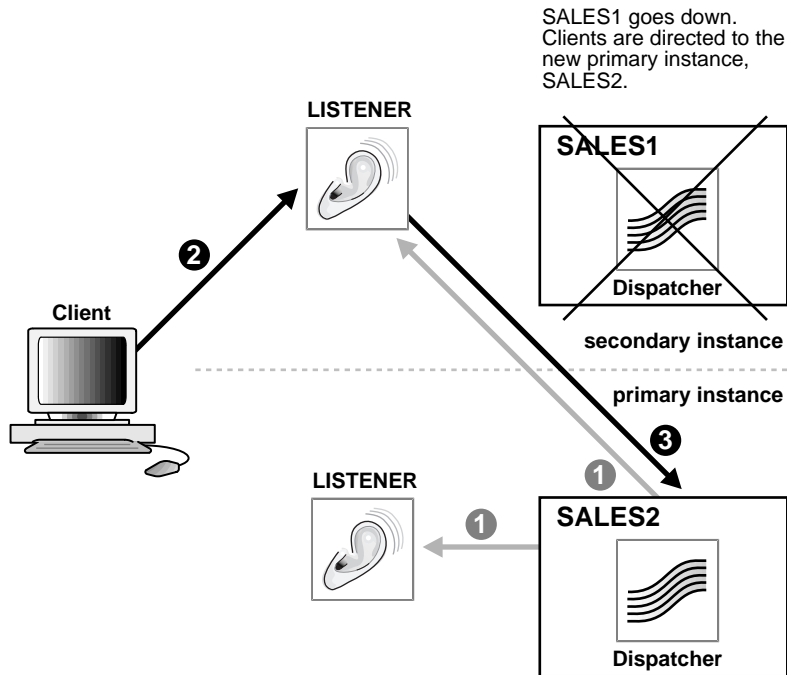 SALES1 goes down.
Clients are directed to the
new primary instance,
SALES2.
LISTENER
SALES1
2
Dispatcher
Client
secondary instance
primary instance
3
LISTENER
1
1
SALES2
Dispatcher